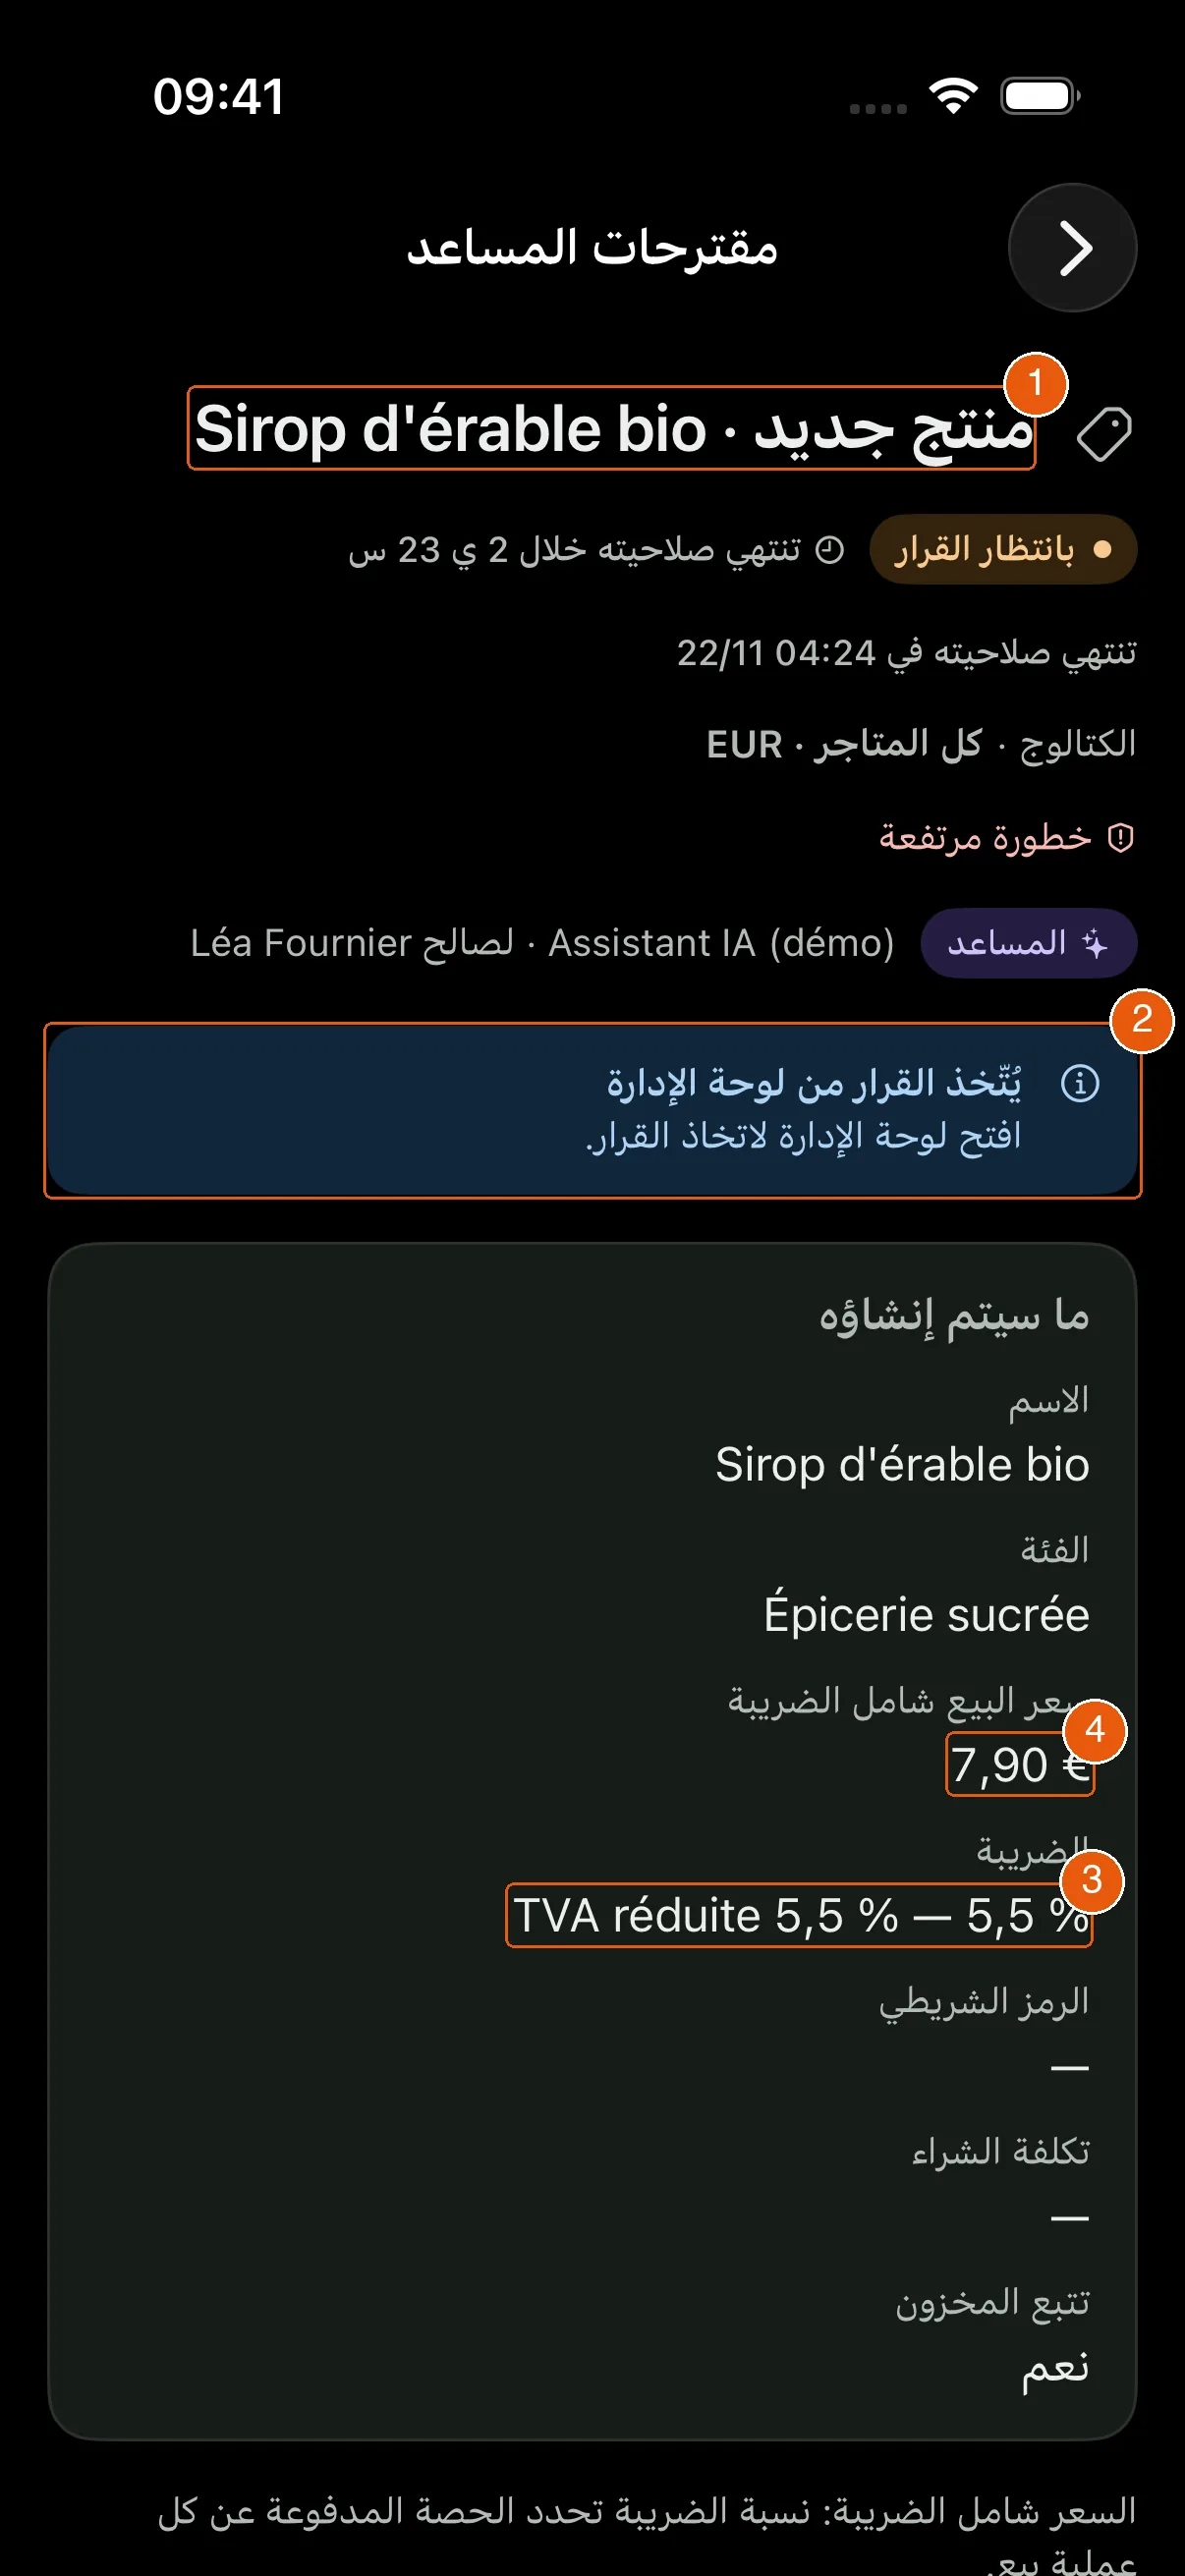 09:41
مقترحات المساعد
1
منتج جديد · Sirop d'érable bio
بانتظار القرار
تنتهي صلاحيته خلال 2 ي 23 س
تنتهي صلاحيته في 04:24 22/11
الكتالوج · كل المتاجر · EUR
خطورة مرتفعة
المساعد
Assistant IA (démo) · لصالح Léa Fournier
2
يُتّخذ القرار من لوحة الإدارة
افتح لوحة الإدارة لاتخاذ القرار.
ما سيتم إنشاؤه
الاسم
Sirop d'érable bio
الفئة
Épicerie sucrée
سعر البيع شامل الضريبة
4
7,90 €
الضريبة
3
TVA réduite 5,5 % — 5,5 %
الرمز الشريطي
—
تكلفة الشراء
—
تتبع المخزون
نعم
السعر شامل الضريبة: نسبة الضريبة تحدد الحصة المدفوعة عن كل
عملية بيع.